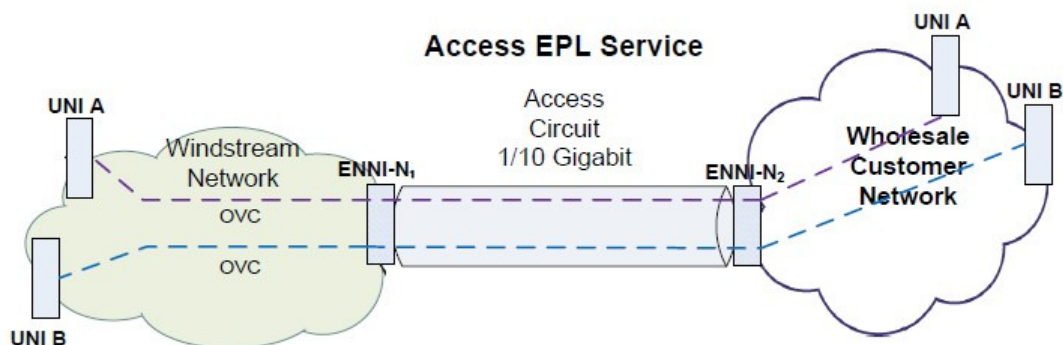 Access EPL Service
UNI A
UNI B
UNI A
Access
Circuit
1/10 Gigabit
Windstream
Network
ENNI-N₁
ENNI-N₂
Wholesale
Customer
Network
OVC
OVC
UNI B